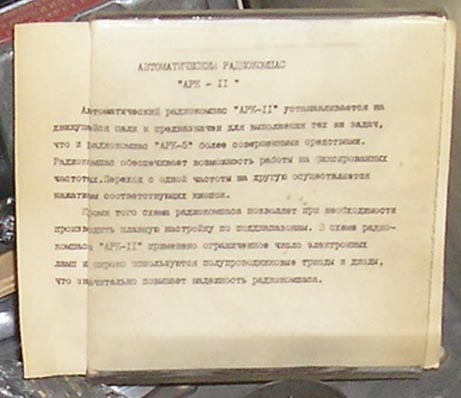 АВТОМАТИЧЕСКИЙ РАДИОКОМПАС
"АРК - II "
Автоматический радиокомпас "АРК-II" устанавливается на
движущейся цели и предназначен для выполнения тех же задач,
что и радиокомпас "АРК-5" более совершенными средствами.
Радиокомпас обеспечивает возможность работы на фиксированных
частотах.Переход с одной частоты на другую осуществляется
нажатием соответствующих кнопок.
Кроме того схема радиокомпаса позволяет при необходимости
производить плавную настройку по поддиапазонам. В схеме радио-
компаса "АРК-II" применено ограниченное число электронных
ламп и широко используются полупроводниковые триоды и диоды,
что значительно повышает надежность радиокомпаса.